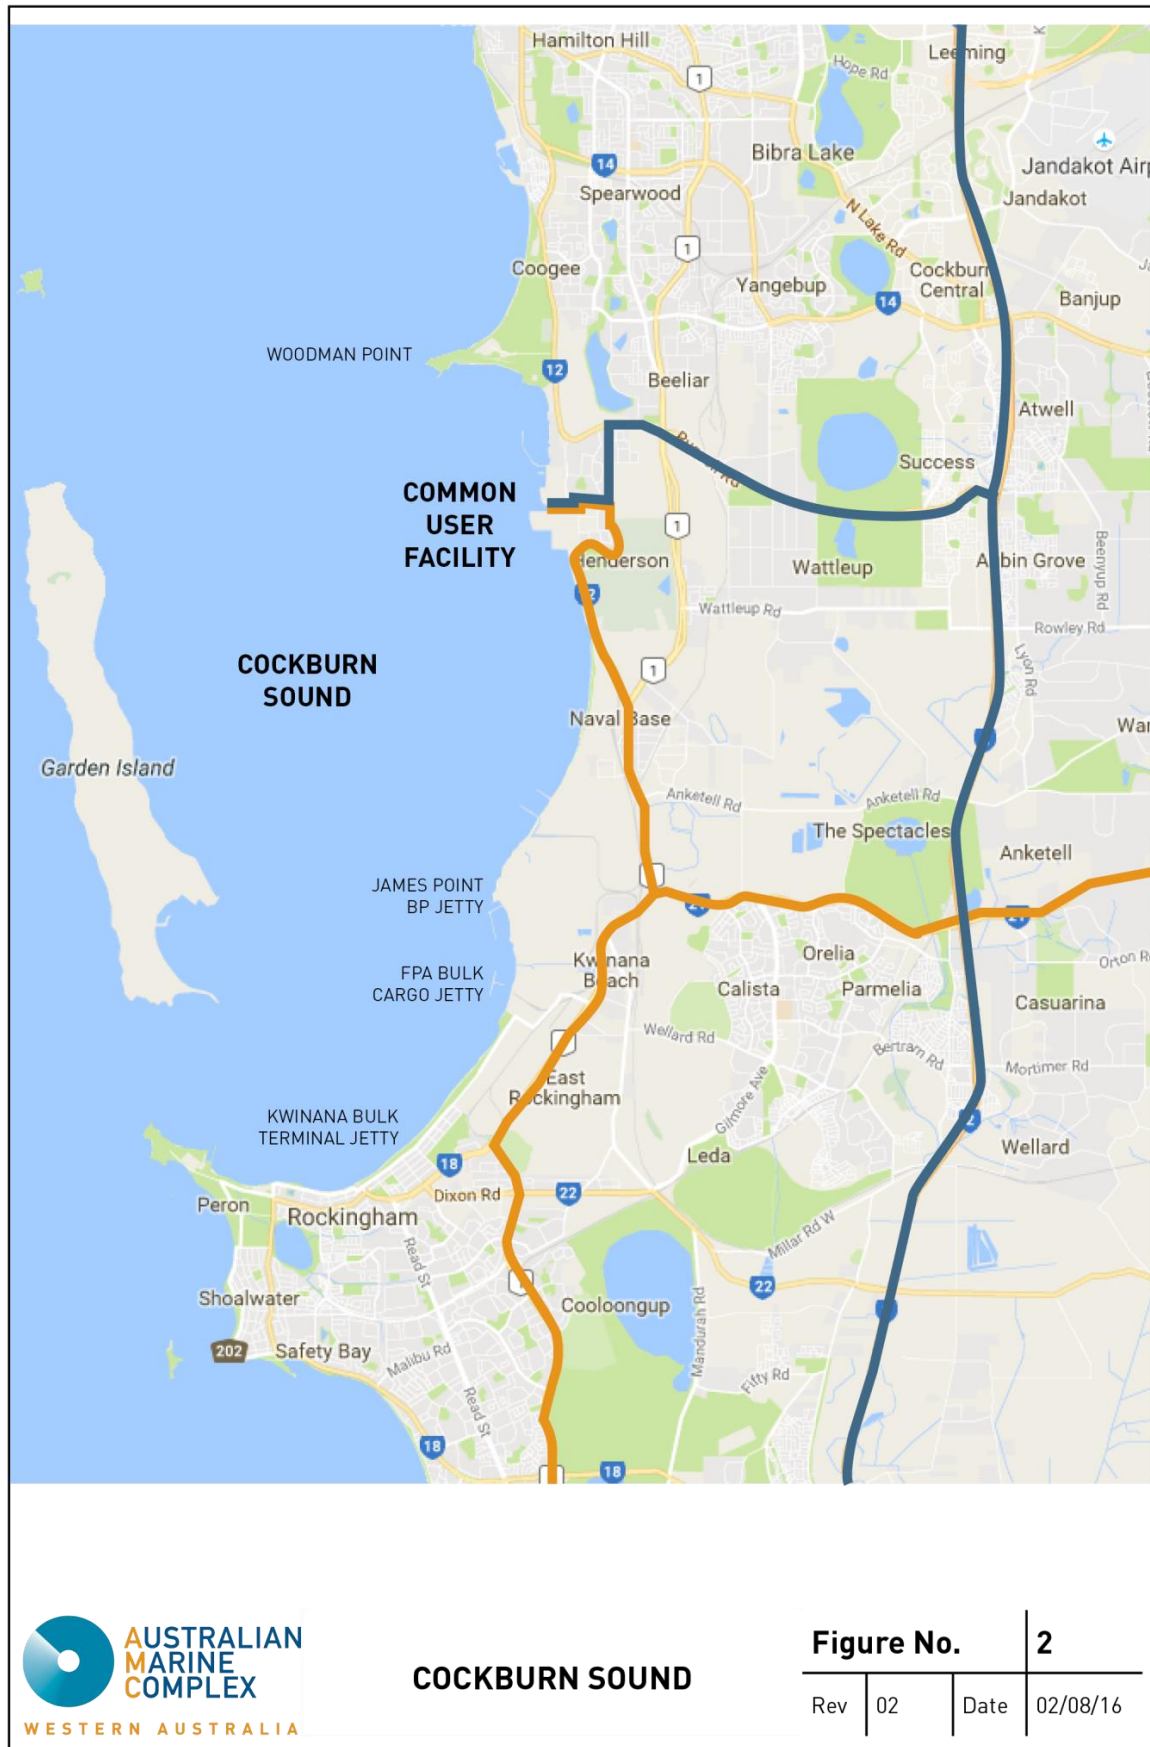 Hamilton Hill
1
Hope Rd
Leeming
Bibra Lake
Jandakot Airp
14
Spearwood
Jandakot
N Lake Rd
1
Coogee
Yangebup
Cockburn
Central
14
Banjup
WOODMAN POINT
12
Beeliar
Atwell
Success
COMMON
USER
FACILITY
1
Henderson
Wattleup
Aubin Grove
Beenyup Rd
Wattleup Rd
Rowley Rd
COCKBURN
SOUND
1
Lyon Rd
Naval Base
Wan
Garden Island
Anketell Rd
Anketell Rd
The Spectacles
Anketell
JAMES POINT
BP JETTY
Orelia
Kwinana
Beach
Orton R
FPA BULK
CARGO JETTY
Calista
Parmelia
Casuarina
Wellard Rd
Bertram Rd
Mortimer Rd
East
Rockingham
Gilmore Ave
KWINANA BULK
TERMINAL JETTY
2
Wellard
Leda
18
Dixon Rd
22
Peron
Rockingham
Millar Rd W
Read St
1
22
Shoalwater
Cooloongup
Mandurah Rd
202
Safety Bay
Malibu Rd
Fifty Rd
Read St
18
18
AUSTRALIAN
MARINE
COMPLEX
WESTERN AUSTRALIA
COCKBURN SOUND
Figure No. 2
Rev 02 Date 02/08/16